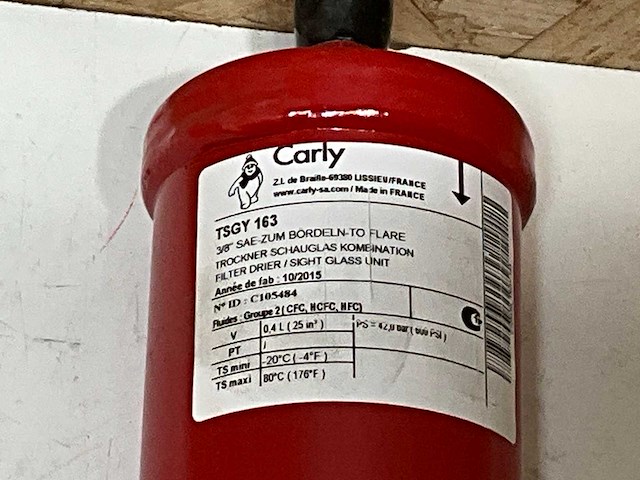 Carly
Z.I. de Braille-69380 LISSIEU/FRANCE
www.carly-sa.com / Made in FRANCE
TSGY 163
3/8" SAE-ZUM BÖRDELN-TO FLARE
TROCKNER SCHAUGLAS KOMBINATION
FILTER DRIER / SIGHT GLASS UNIT
Année de fab : 10/2015
N° ID : C105484
Fluides : Groupe 2 ( CFC, HCFC, HFC)
V 0,4 L ( 25 in³ ) PS = 42,0 bar ( 609 PSI )
PT /
TS mini -20°C ( -4°F )
TS maxi 80°C ( 176°F )